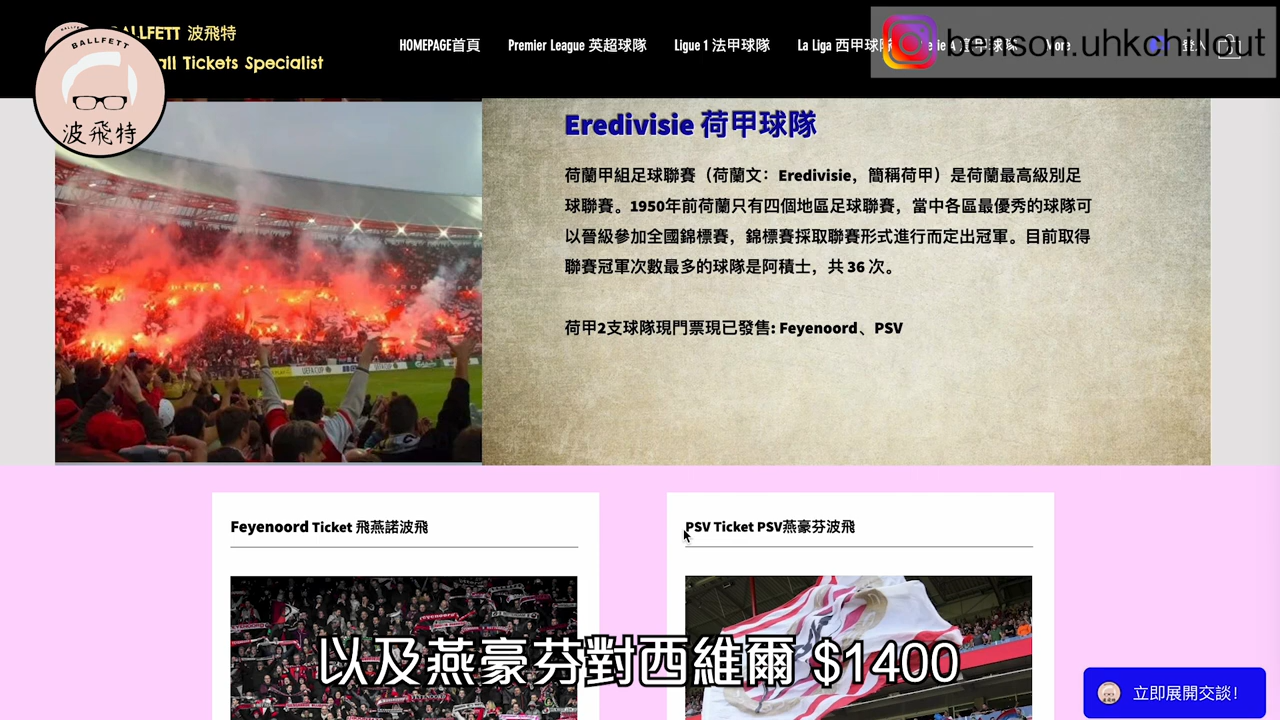 BALLFETT 波飛特
all Tickets Specialist
BALLFETT
波飛特
HOMEPAGE首頁
Premier League 英超球隊
Ligue 1 法甲球隊
La Liga 西甲球隊
More
benson.uhkchillout
Eredivisie 荷甲球隊
荷蘭甲組足球聯賽（荷蘭文：Eredivisie，簡稱荷甲）是荷蘭最高級別足
球聯賽。1950年前荷蘭只有四個地區足球聯賽，當中各區最優秀的球隊可
以晉級參加全國錦標賽，錦標賽採取聯賽形式進行而定出冠軍。目前取得
聯賽冠軍次數最多的球隊是阿積士，共 36 次。
荷甲2支球隊現門票現已發售: Feyenoord、PSV
Feyenoord Ticket 飛燕諾波飛
PSV Ticket PSV燕豪芬波飛
以及燕豪芬對西維爾 $1400
立即展開交談！